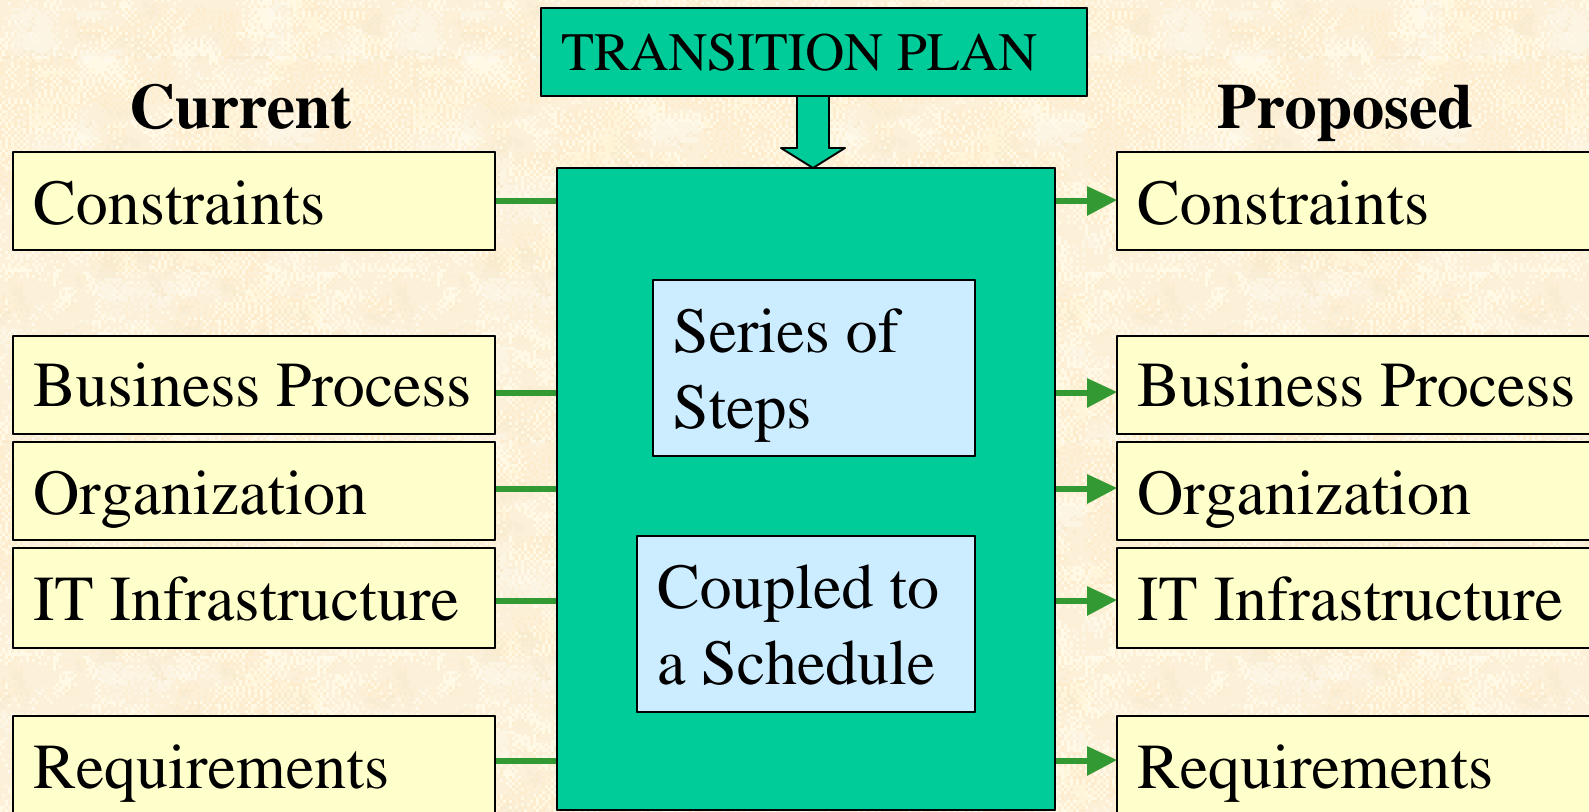 TRANSITION PLAN
Current
Proposed
Constraints
Constraints
Series of
Steps
Business Process
Business Process
Organization
Organization
Coupled to
a Schedule
IT Infrastructure
IT Infrastructure
Requirements
Requirements